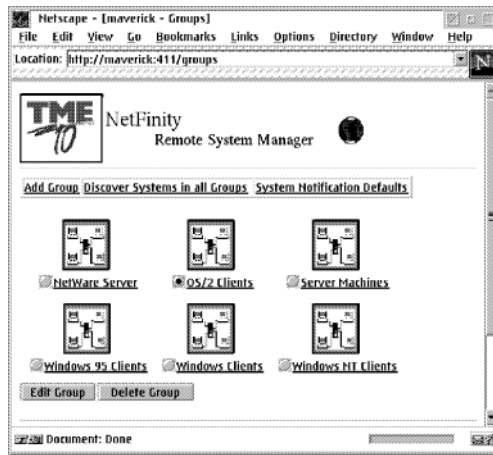 Netscape - [maverick - Groups]
File Edit View Go Bookmarks Links Options Directory Window Help
Location: http://maverick:411/groups
N
TME 10
NetFinity
Remote System Manager
Add Group Discover Systems in all Groups System Notification Defaults
NetWare Server OS/2 Clients Server Machines
Windows 95 Clients Windows Clients Windows NT Clients
Edit Group Delete Group
Document: Done